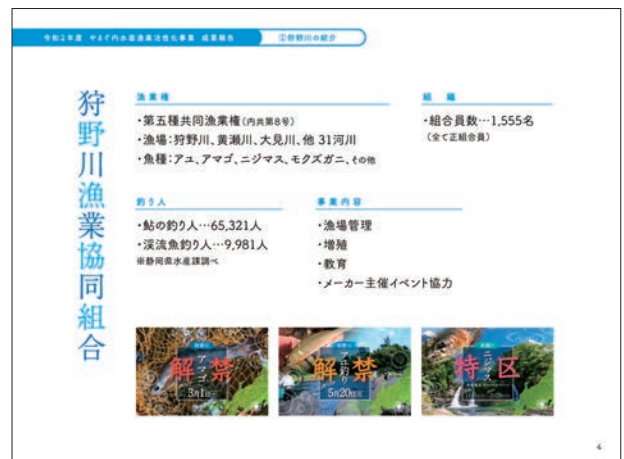 令和2年度 やるぞ内水面漁業活性化事業 成果報告
②狩野川の紹介
狩野川漁業協同組合
漁業権
・第五種共同漁業権(内共第8号)
・漁場:狩野川、黄瀬川、大見川、他 31河川
・魚種:アユ、アマゴ、ニジマス、モクズガニ、その他
組織
・組合員数…1,555名
(全て正組合員)
釣り人
・鮎の釣り人…65,321人
・渓流魚釣り人…9,981人
※静岡県水産課調べ
事業内容
・漁場管理
・増殖
・教育
・メーカー主催イベント協力
アマゴ
解禁
3月1日
アユ釣り
解禁
5月20日
ニジマス
特区
4